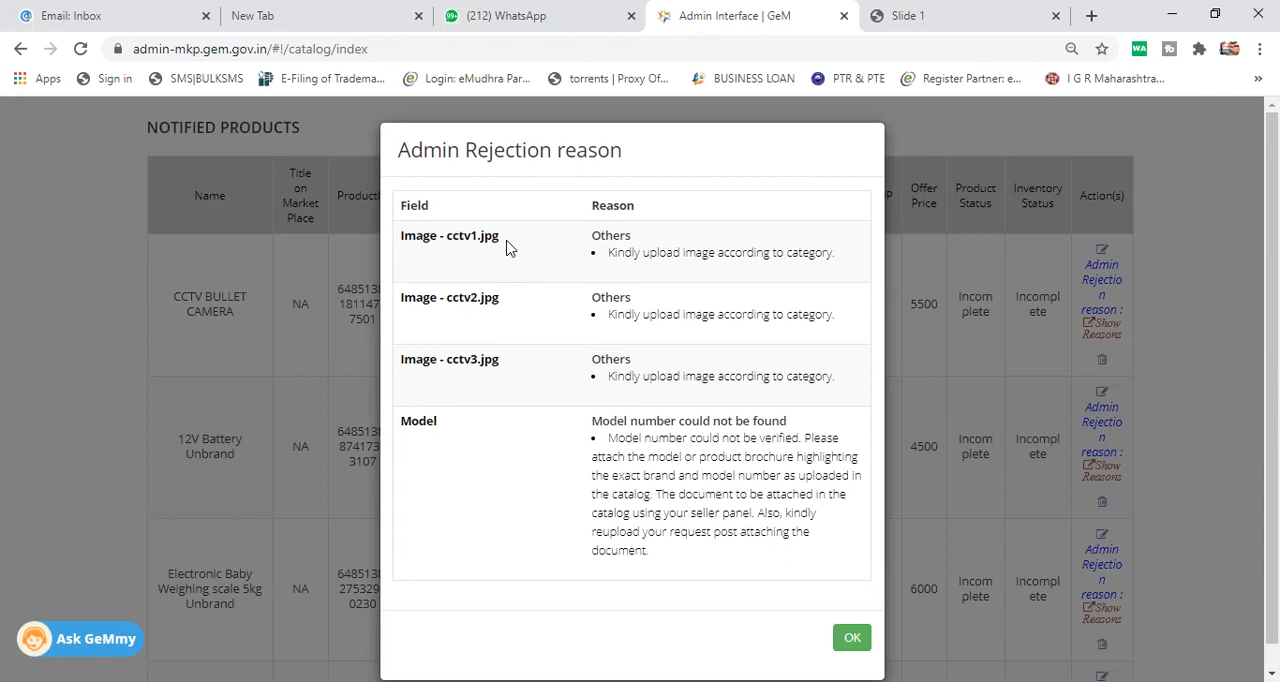 Email: Inbox
New Tab
(212) WhatsApp
Admin Interface | GeM
Slide 1
admin-mkp.gem.gov.in/#!/catalog/index
Apps
Sign in
SMS|BULKSMS
E-Filing of Tradema...
Login: eMudhra Par...
torrents | Proxy Of...
BUSINESS LOAN
PTR & PTE
Register Partner: e...
I G R Maharashtra...
NOTIFIED PRODUCTS
Name
Title
on
Market
Place
Offer
Price
Product
Status
Inventory
Status
Action(s)
CCTV BULLET
CAMERA
NA
648513
181147
7501
5500
Incom
plete
Incompl
ete
Admin
Rejectio
n
reason :
Show
Reasons
12V Battery
Unbrand
NA
648513
874173
3107
4500
Incom
plete
Incompl
ete
Admin
Rejectio
n
reason :
Show
Reasons
Electronic Baby
Weighing scale 5kg
Unbrand
NA
648513
275329
0230
6000
Incom
plete
Incompl
ete
Admin
Rejectio
n
reason :
Show
Reasons
Admin Rejection reason
Field Reason
Image - cctv1.jpg Others
• Kindly upload image according to category.
Image - cctv2.jpg Others
• Kindly upload image according to category.
Image - cctv3.jpg Others
• Kindly upload image according to category.
Model Model number could not be found
• Model number could not be verified. Please
attach the model or product brochure highlighting
the exact brand and model number as uploaded in
the catalog. The document to be attached in the
catalog using your seller panel. Also, kindly
reupload your request post attaching the
document.
OK
Ask GeMmy